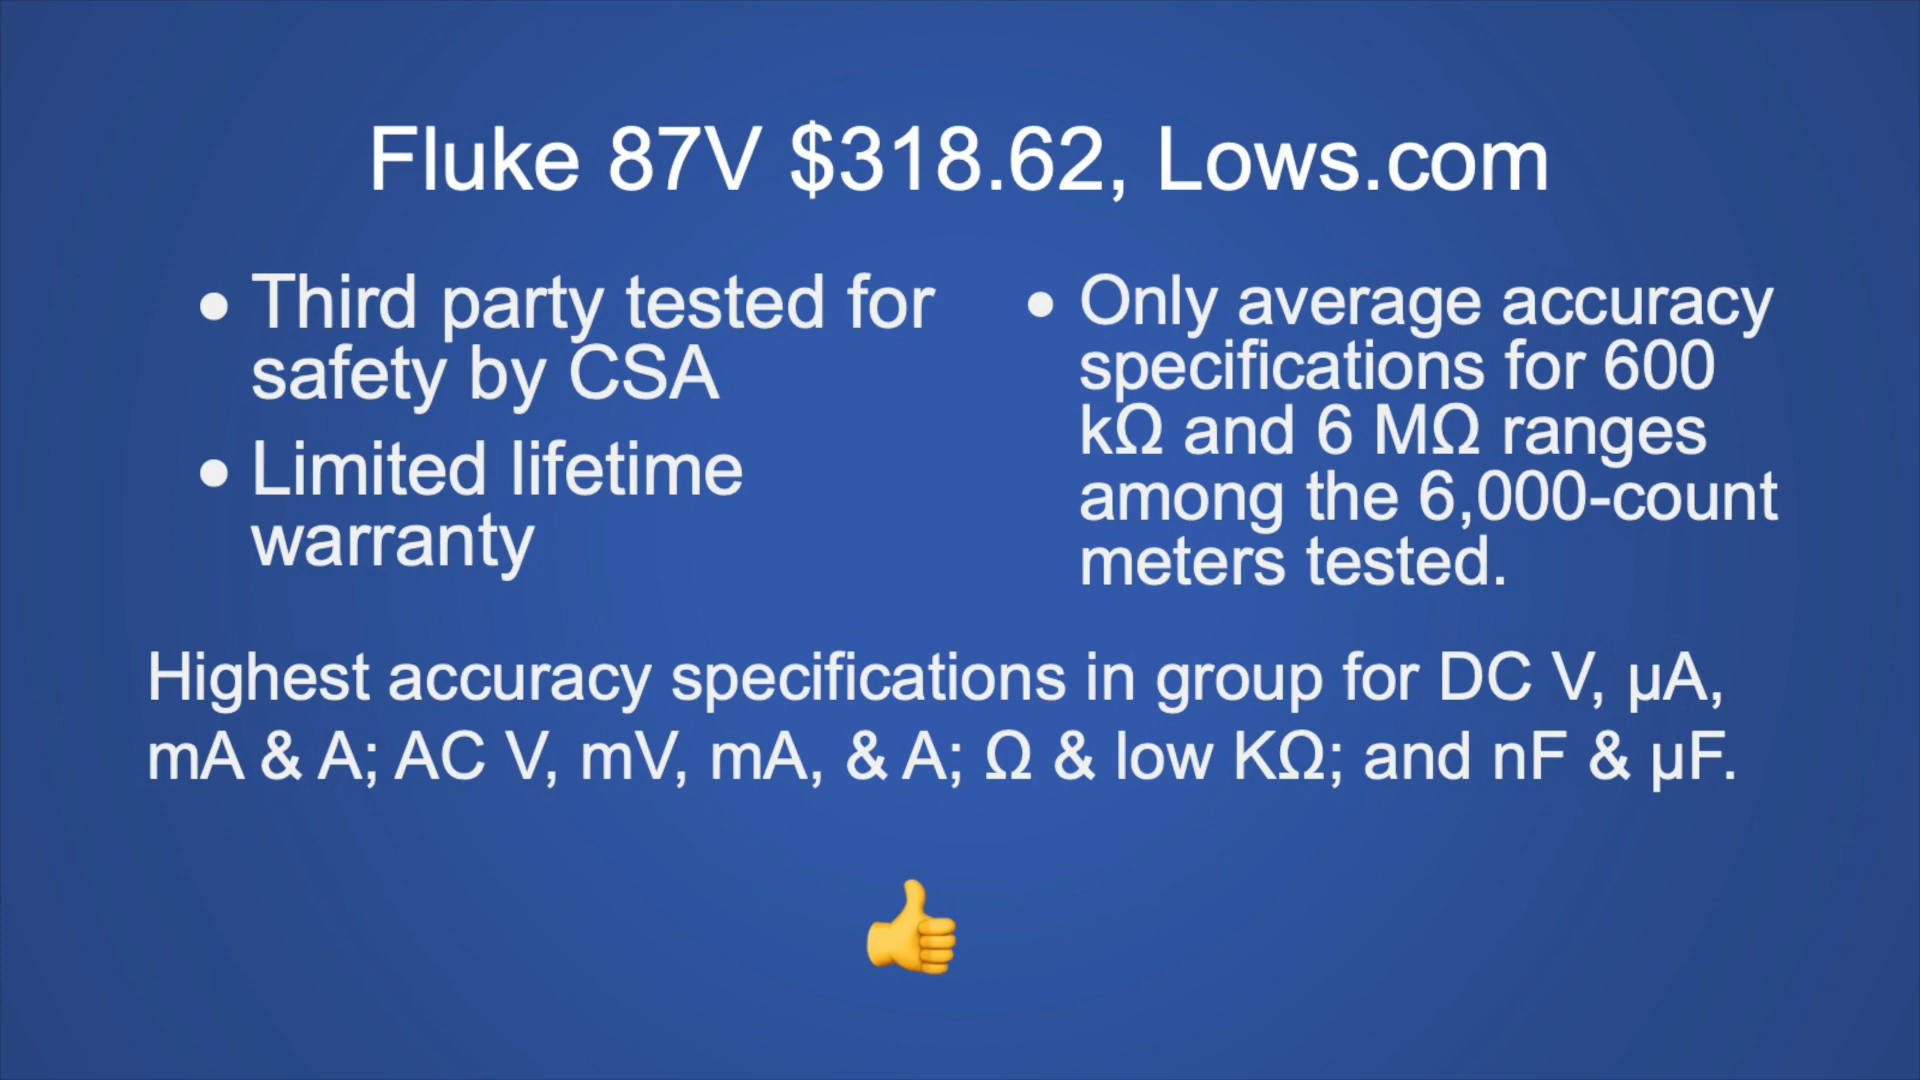 Fluke 87V $318.62, Lows.com
• Third party tested for
safety by CSA
• Limited lifetime
warranty
• Only average accuracy
specifications for 600
kΩ and 6 MΩ ranges
among the 6,000-count
meters tested.
Highest accuracy specifications in group for DC V, µA,
mA & A; AC V, mV, mA, & A; Ω & low KΩ; and nF & µF.